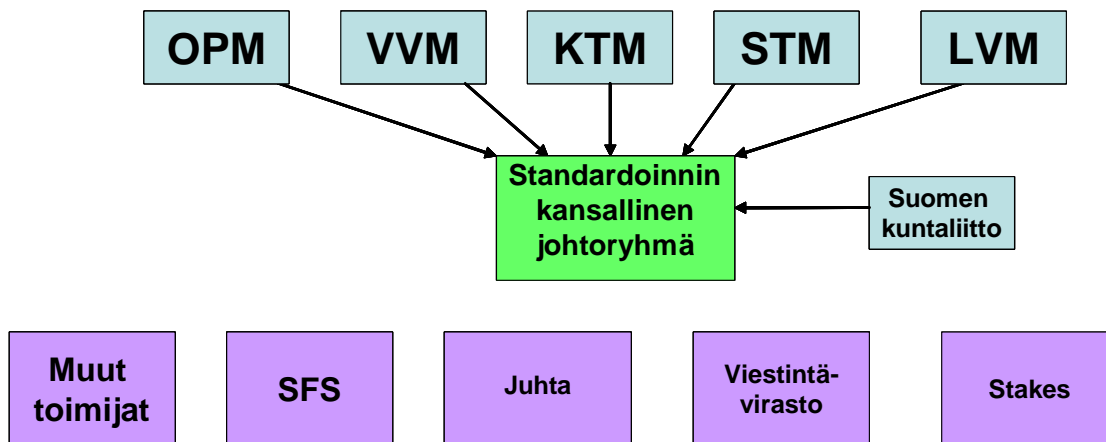 OPM
VVM
KTM
STM
LVM
Standardoinnin
kansallinen
johtoryhmä
Suomen
kuntaliitto
Muut
toimijat
SFS
Juhta
Viestintä-
virasto
Stakes